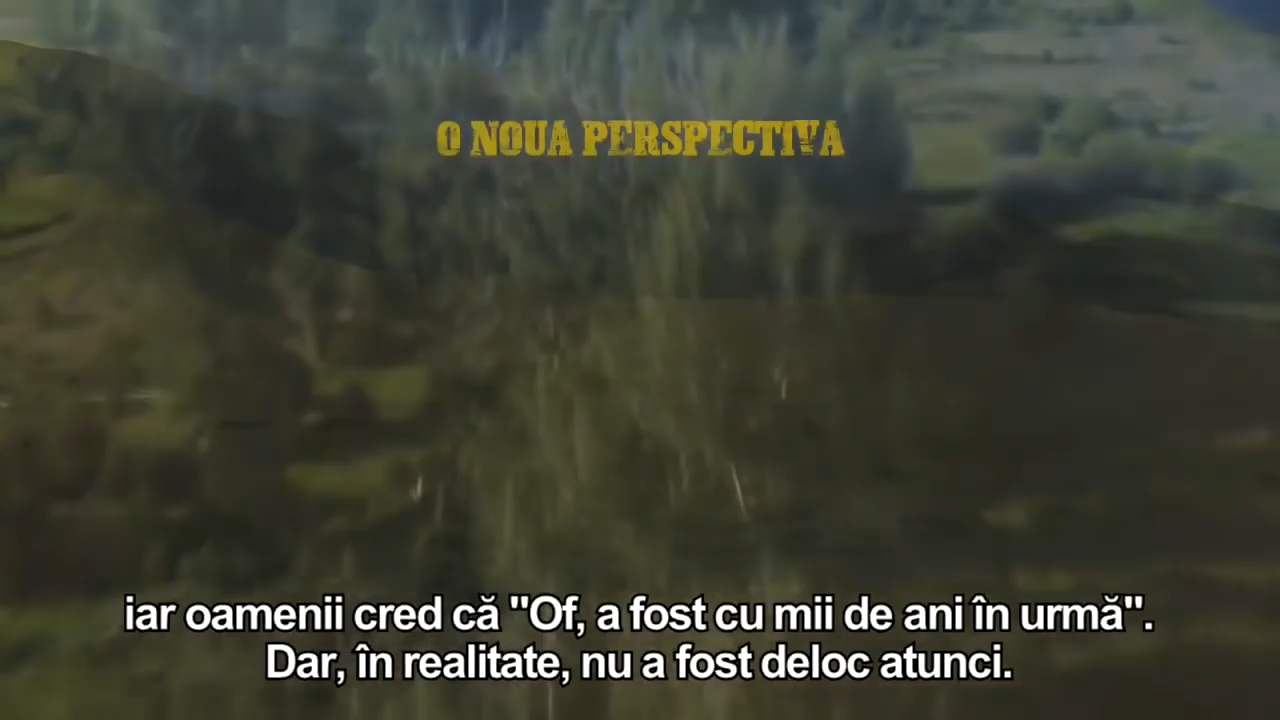 O NOUA PERSPECTIVA
iar oamenii cred că "Of, a fost cu mii de ani în urmă".
Dar, în realitate, nu a fost deloc atunci.